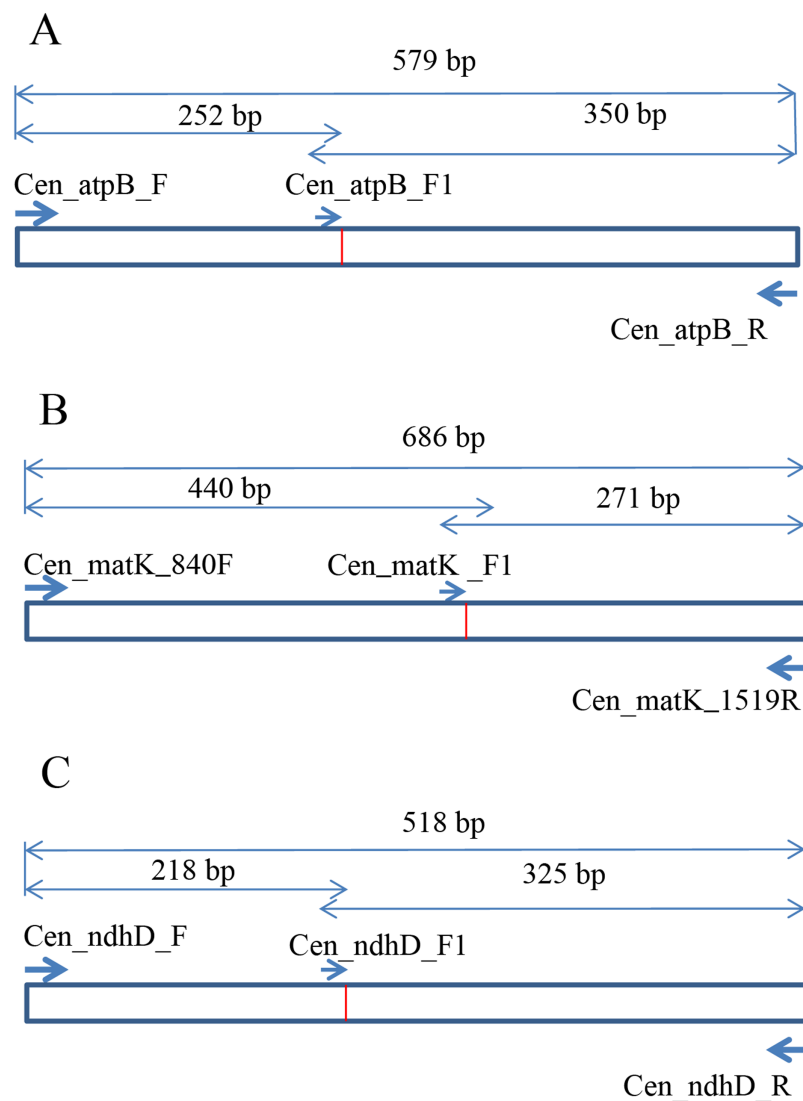 A
579 bp
252 bp
350 bp
Cen_atpB_F
Cen_atpB_F1
Cen_atpB_R
B
686 bp
440 bp
271 bp
Cen_matK_840F
Cen_matK _F1
Cen_matK_1519R
C
518 bp
218 bp
325 bp
Cen_ndhD_F
Cen_ndhD_F1
Cen_ndhD_R